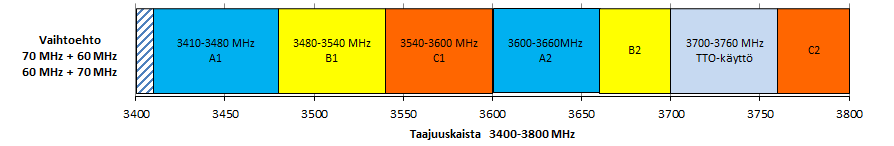 Vaihtoehto
70 MHz + 60 MHz
60 MHz + 70 MHz
3410-3480 MHz
A1
3480-3540 MHz
B1
3540-3600 MHz
C1
3600-3660MHz
A2
B2
3700-3760 MHz
TTO-käyttö
C2
3400 3450 3500 3550 3600 3650 3700 3750 3800
Taajuuskaista 3400-3800 MHz